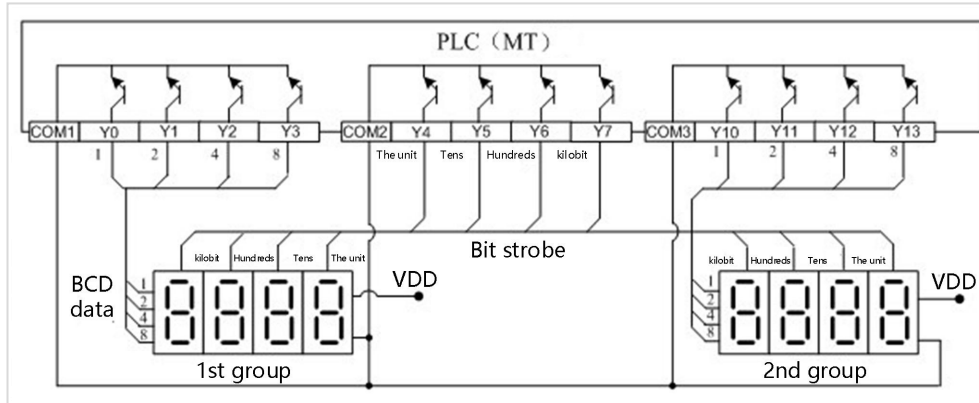 PLC（MT）
COM1 Y0 Y1 Y2 Y3 COM2 Y4 Y5 Y6 Y7 COM3 Y10 Y11 Y12 Y13
1 2 4 8 The unit Tens Hundreds kilobit 1 2 4 8
Bit strobe
kilobit Hundreds Tens The unit
kilobit Hundreds Tens The unit
BCD
data
1
2
4
8
8888
VDD
1
2
4
8
8888
VDD
1st group
2nd group